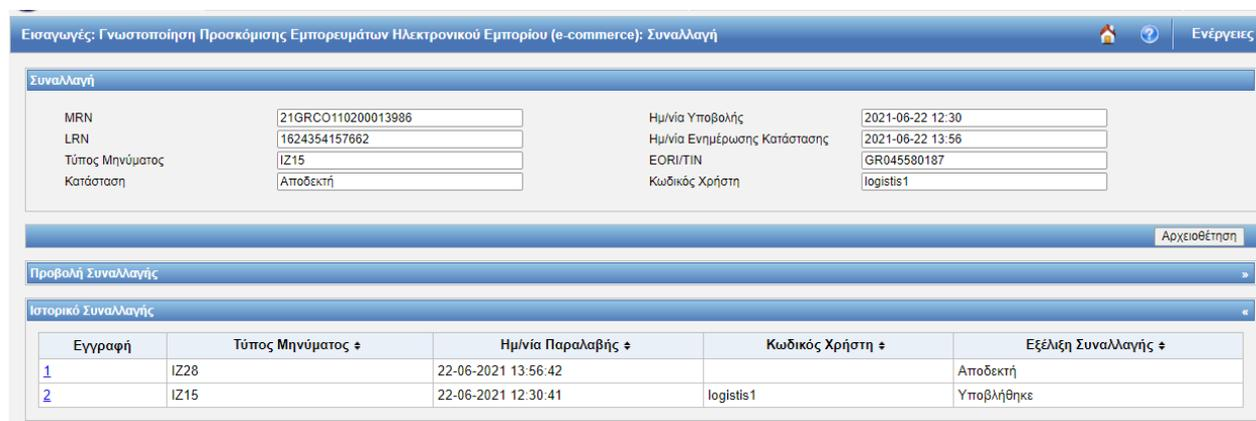 Εισαγωγές: Γνωστοποίηση Προσκόμισης Εμπορευμάτων Ηλεκτρονικού Εμπορίου (e-commerce): Συναλλαγή ? Ενέργειες
Συναλλαγή
MRN 21GRCO110200013986 Ημ/νία Υποβολής 2021-06-22 12:30
LRN 1624354157662 Ημ/νία Ενημέρωσης Κατάστασης 2021-06-22 13:56
Τύπος Μηνύματος IZ15 EORI/TIN GR045580187
Κατάσταση Αποδεκτή Κωδικός Χρήστη logistis1
Αρχειοθέτηση
Προβολή Συναλλαγής »
Ιστορικό Συναλλαγής «
Εγγραφή Τύπος Μηνύματος Ημ/νία Παραλαβής Κωδικός Χρήστη Εξέλιξη Συναλλαγής
1 IZ28 22-06-2021 13:56:42 Αποδεκτή
2 IZ15 22-06-2021 12:30:41 logistis1 Υποβλήθηκε